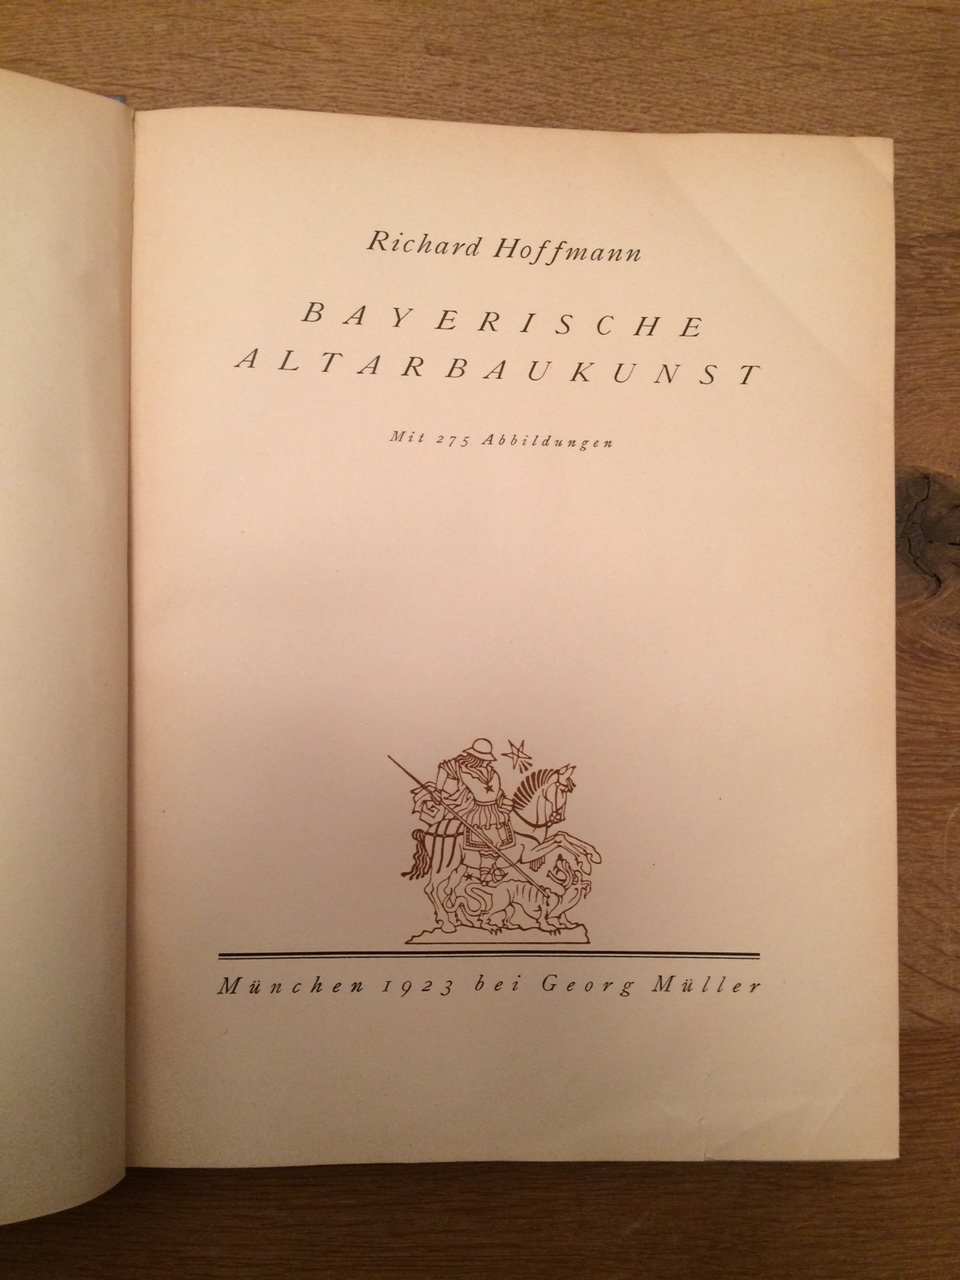 Richard Hoffmann
BAYERISCHE
ALTARBAUKUNST
Mit 275 Abbildungen
München 1923 bei Georg Müller